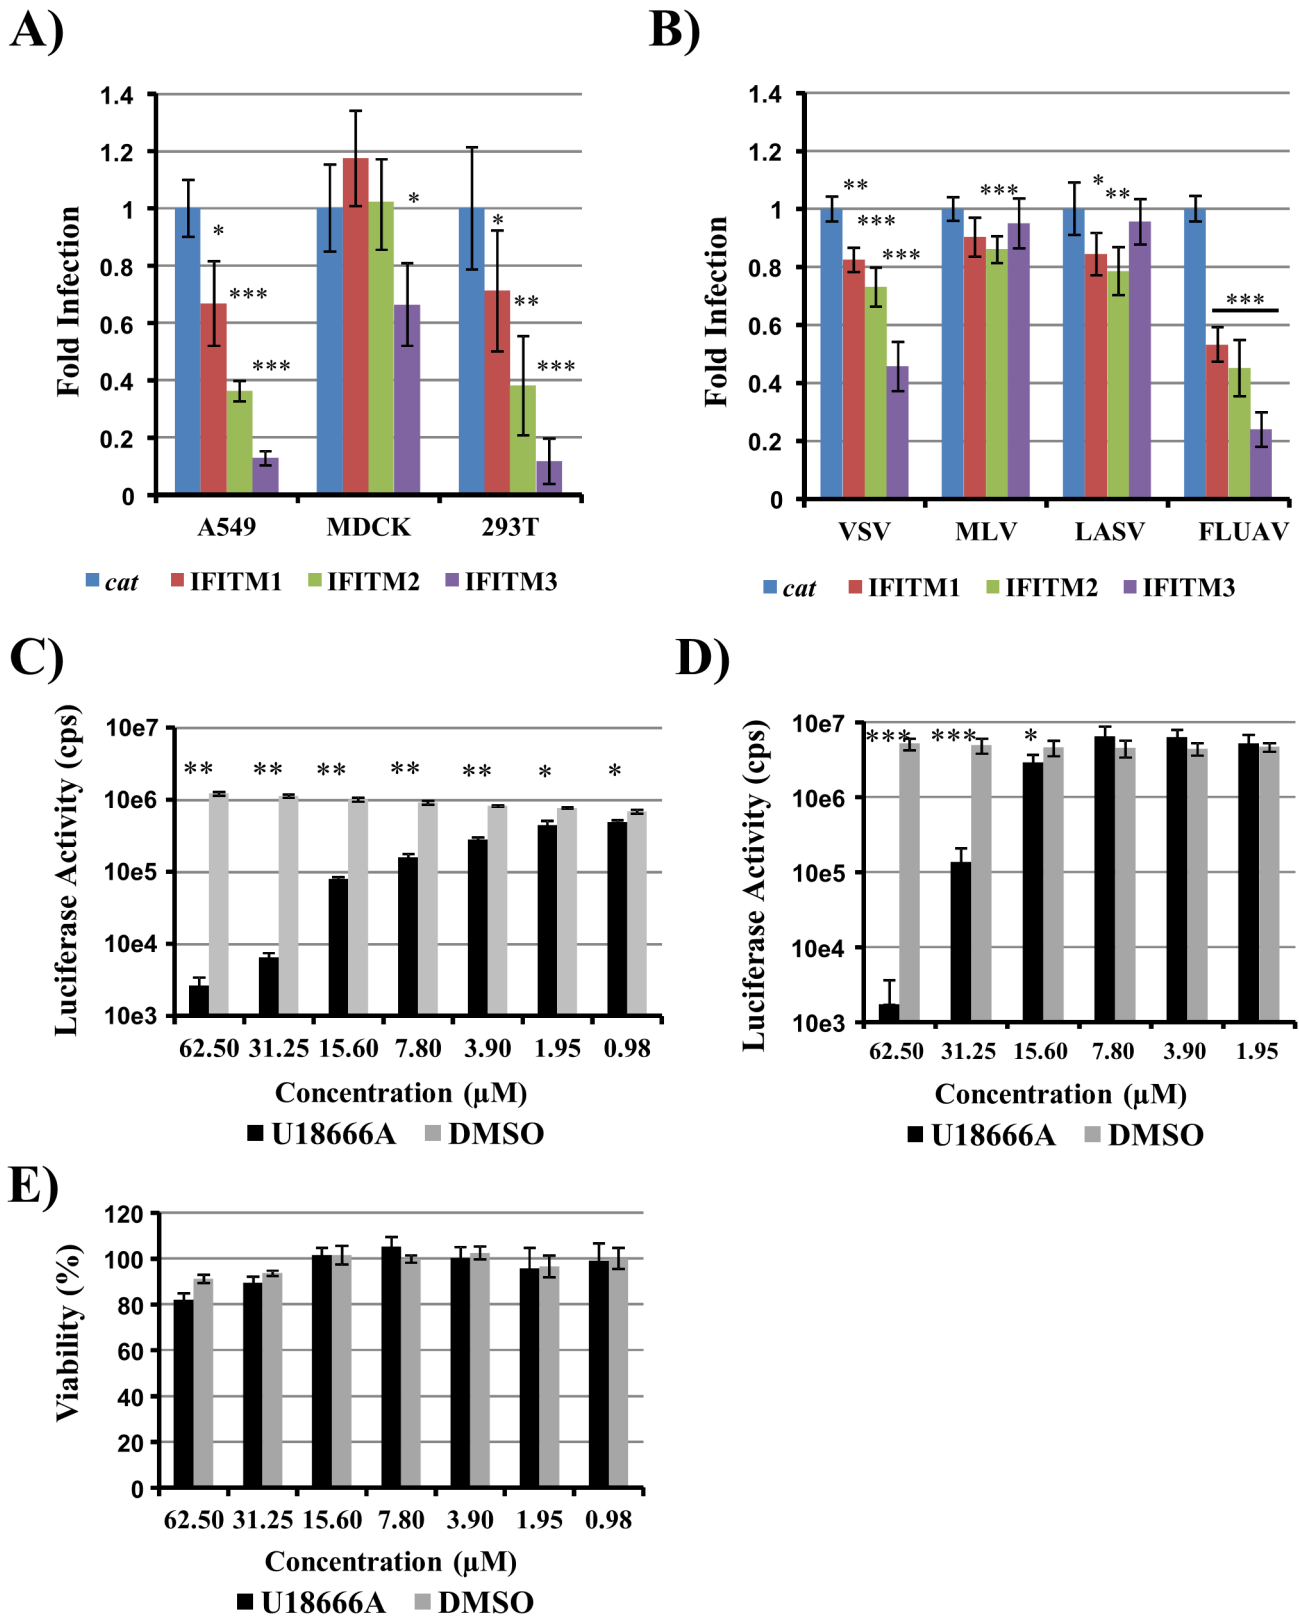 A)
1.4
1.2
1
0.8
0.6
0.4
0.2
0
Fold Infection
*
***
***
*
*
**
***
A549 MDCK 293T
cat IFITM1 IFITM2 IFITM3
B)
1.4
1.2
1
0.8
0.6
0.4
0.2
0
Fold Infection
**
***
***
***
*
**
***
VSV MLV LASV FLUAV
cat IFITM1 IFITM2 IFITM3
C)
10e7
10e6
10e5
10e4
10e3
Luciferase Activity (cps)
** ** ** ** ** * *
62.50 31.25 15.60 7.80 3.90 1.95 0.98
Concentration (µM)
U18666A DMSO
D)
10e7
10e6
10e5
10e4
10e3
Luciferase Activity (cps)
*** *** *
62.50 31.25 15.60 7.80 3.90 1.95
Concentration (µM)
U18666A DMSO
E)
120
100
80
60
40
20
0
Viability (%)
62.50 31.25 15.60 7.80 3.90 1.95 0.98
Concentration (µM)
U18666A DMSO